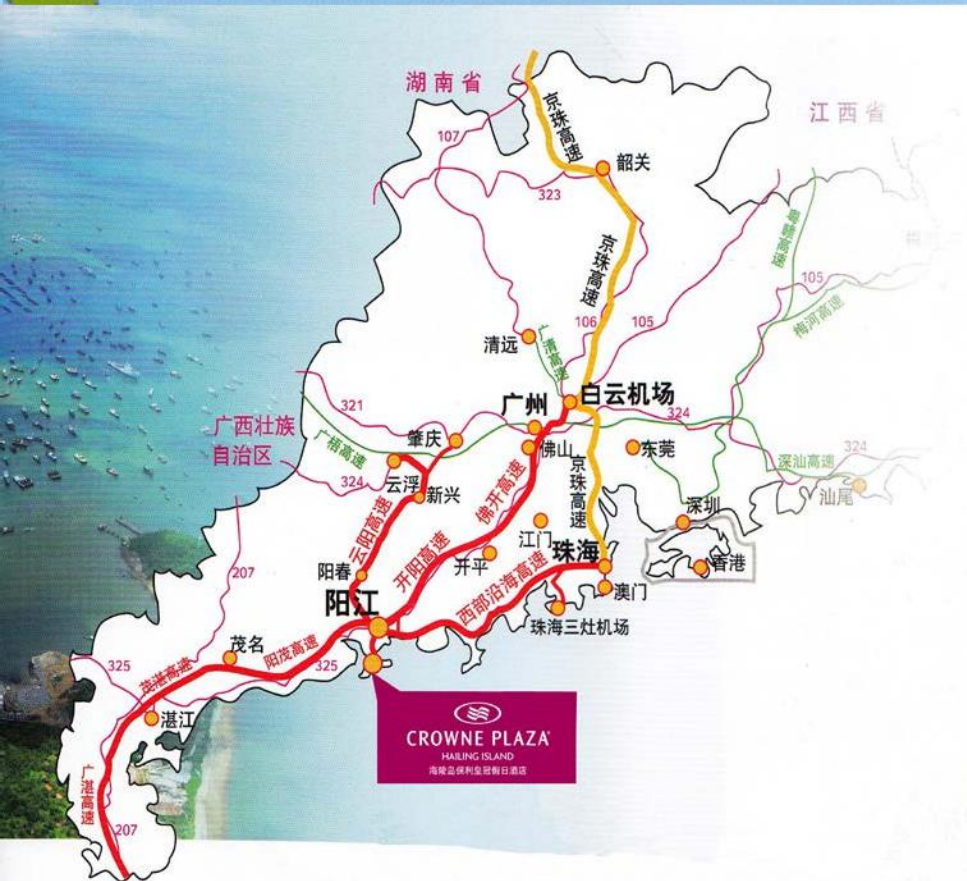 湖南省
江西省
京珠高速
107
韶关
323
粤赣高速
京珠高速
105
梅河高速
清远
广清高速
106
105
白云机场
广州
324
321
广西壮族
自治区
广梧高速
肇庆
佛山
东莞
324
深汕高速
324
云浮
新兴
佛开高速
京珠高速
汕尾
深圳
云阳高速
江门
207
阳春
开阳高速
开平
珠海
香港
西部沿海高速
澳门
阳江
珠海三灶机场
茂名
阳茂高速
325
325
茂湛高速
湛江
广湛高速
207
CROWNE PLAZA
HAILING ISLAND
海陵岛保利皇冠假日酒店